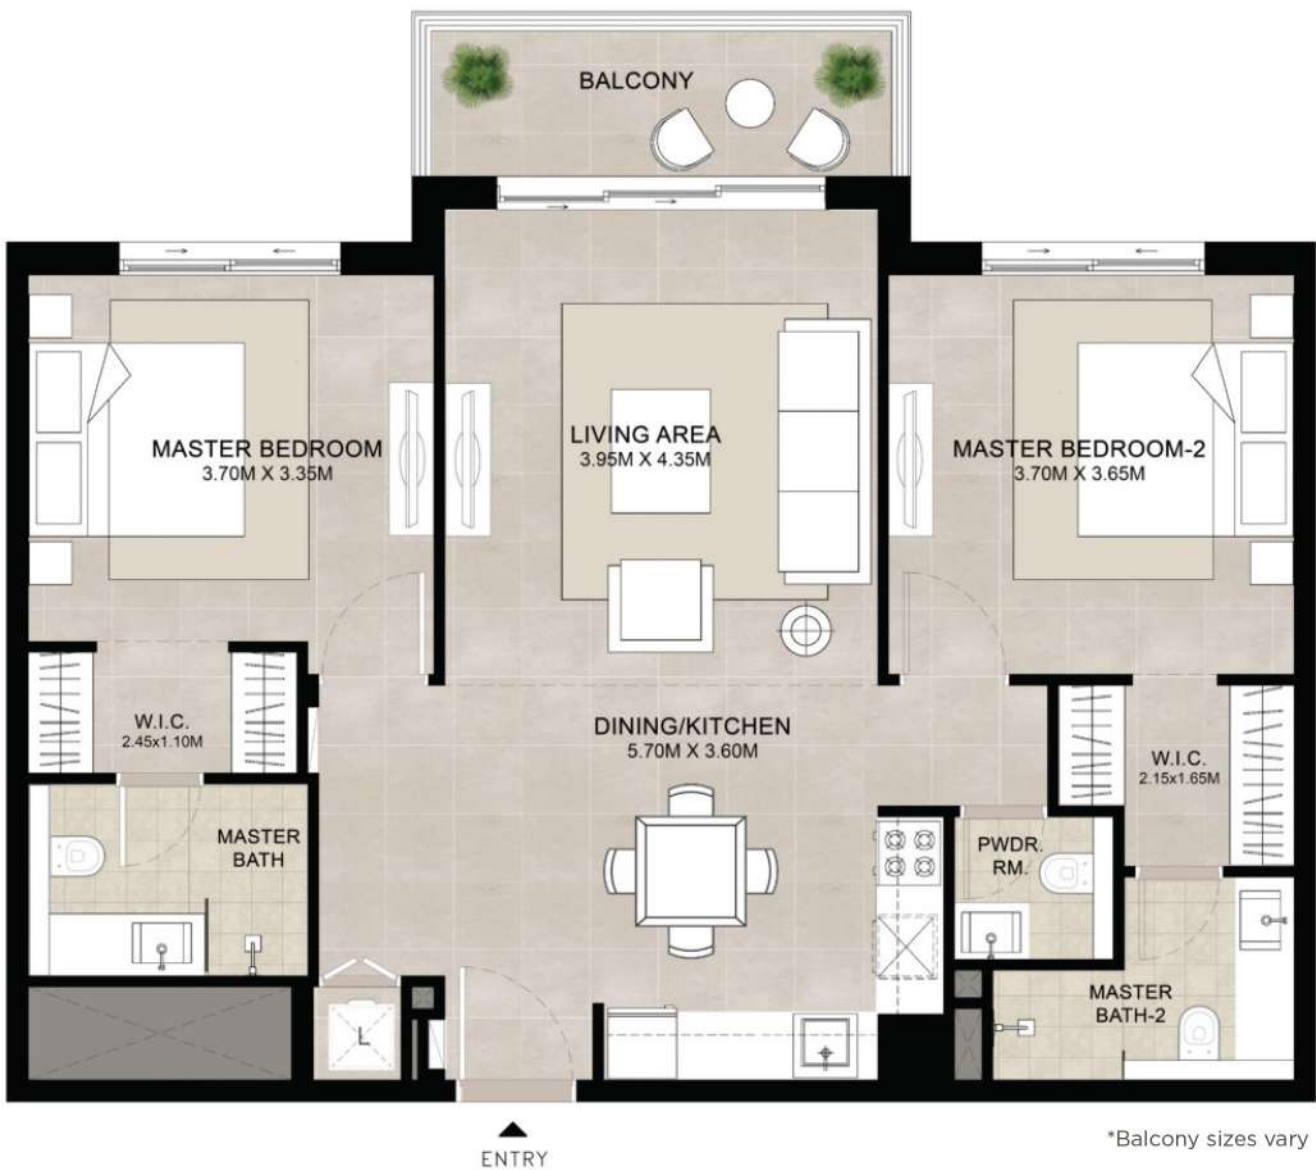 BALCONY
MASTER BEDROOM
3.70M X 3.35M
LIVING AREA
3.95M X 4.35M
MASTER BEDROOM-2
3.70M X 3.65M
W.I.C.
2.45x1.10M
DINING/KITCHEN
5.70M X 3.60M
W.I.C.
2.15x1.65M
MASTER
BATH
PWDR.
RM.
MASTER
BATH-2
L
ENTRY
*Balcony sizes vary